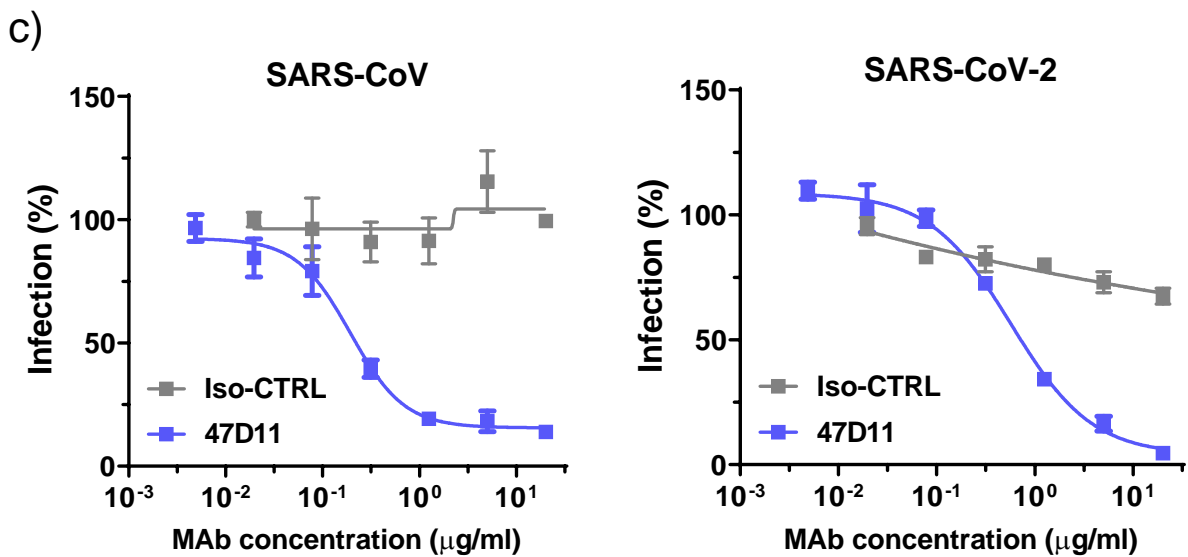 c)
SARS-CoV
150
100
50
0
Infection (%)
Iso-CTRL
47D11
10⁻³ 10⁻² 10⁻¹ 10⁰ 10¹
MAb concentration (μg/ml)
SARS-CoV-2
150
100
50
0
Infection (%)
Iso-CTRL
47D11
10⁻³ 10⁻² 10⁻¹ 10⁰ 10¹
MAb concentration (μg/ml)